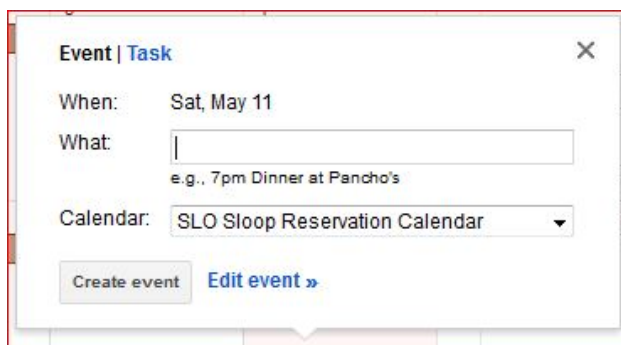 Event | Task
When: Sat, May 11
What:
e.g., 7pm Dinner at Pancho's
Calendar: SLO Sloop Reservation Calendar
Create event Edit event »